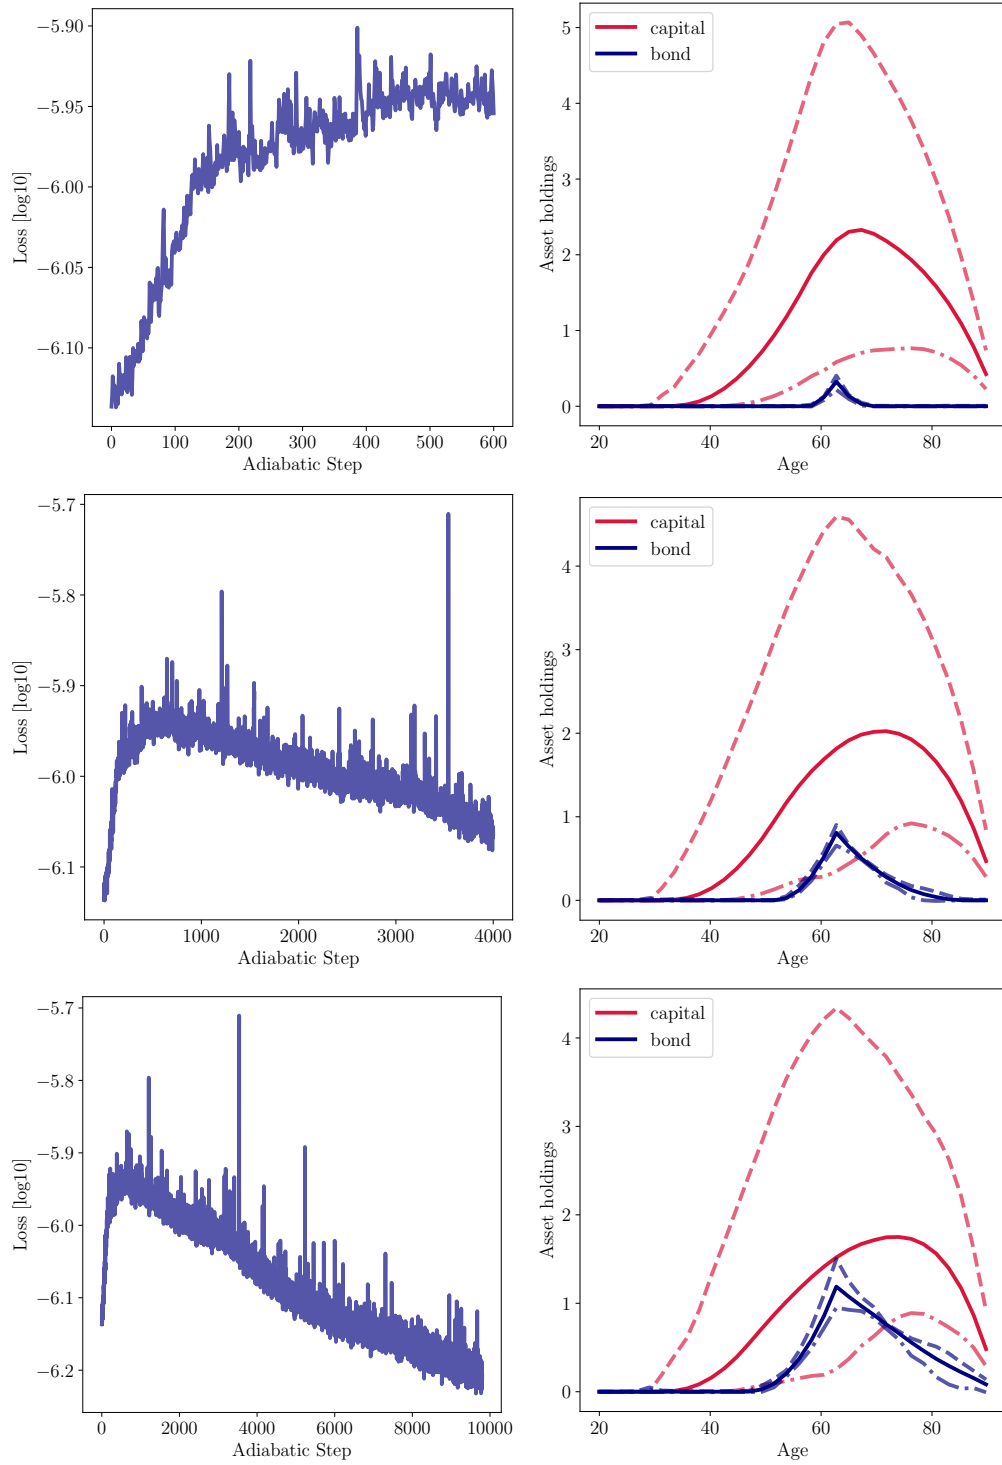 −5.90
−5.95
−6.00
−6.05
−6.10
Loss [log10]
0 100 200 300 400 500 600
Adiabatic Step
5
4
3
2
1
0
Asset holdings
capital
bond
20 40 60 80
Age
−5.7
−5.8
−5.9
−6.0
−6.1
Loss [log10]
0 1000 2000 3000 4000
Adiabatic Step
4
3
2
1
0
Asset holdings
capital
bond
20 40 60 80
Age
−5.7
−5.8
−5.9
−6.0
−6.1
−6.2
Loss [log10]
0 2000 4000 6000 8000 10000
Adiabatic Step
4
3
2
1
0
Asset holdings
capital
bond
20 40 60 80
Age